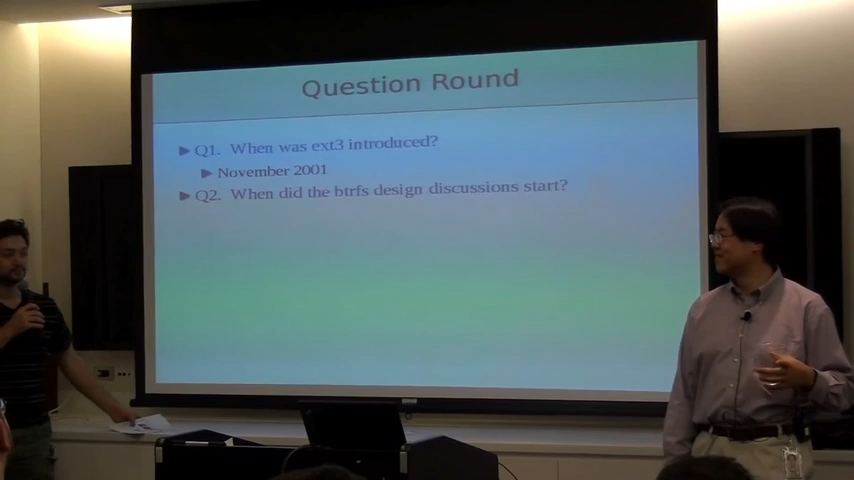 Question Round
Q1. When was ext3 introduced?
November 2001
Q2. When did the btrfs design discussions start?